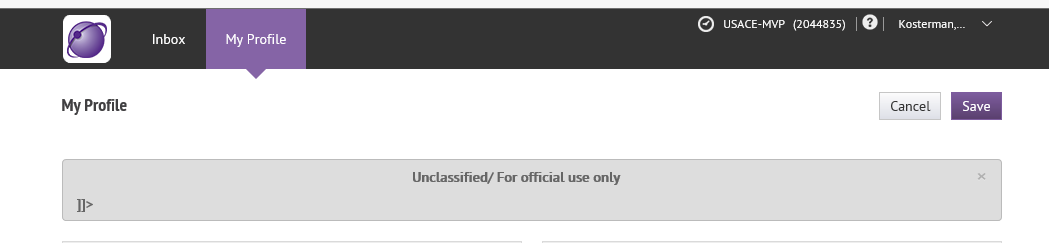 Inbox My Profile USACE-MVP (2044835) Kosterman,...
My Profile Cancel Save
Unclassified/ For official use only ×
]]>